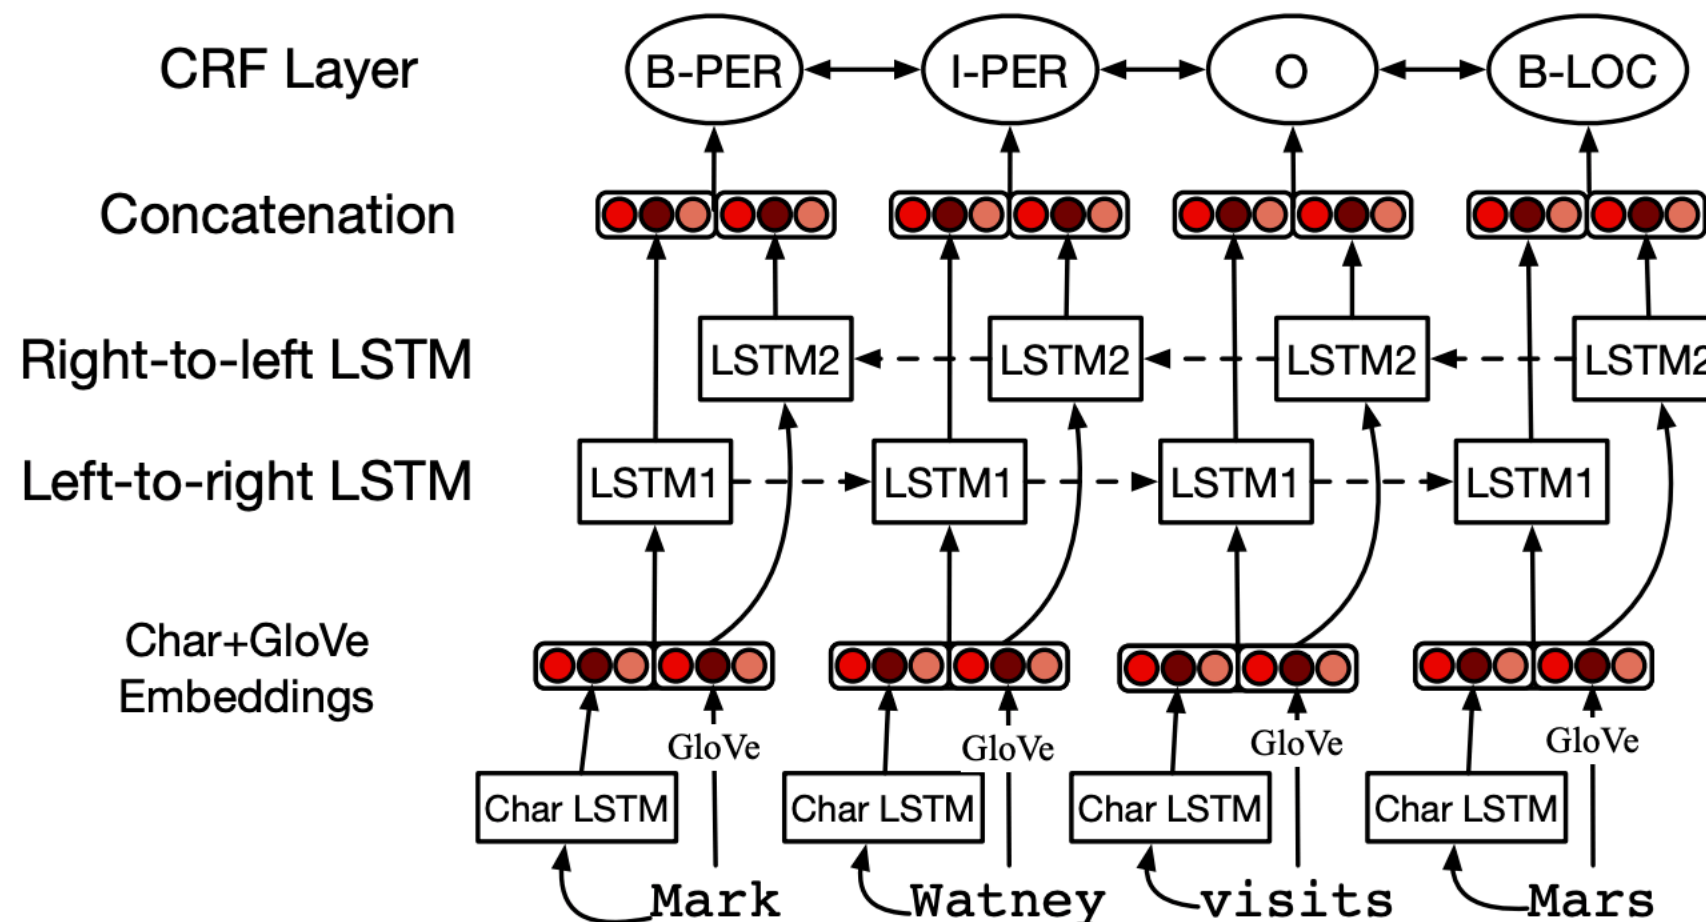 CRF Layer B-PER I-PER O B-LOC
Concatenation
Right-to-left LSTM LSTM2 LSTM2 LSTM2 LSTM2
Left-to-right LSTM LSTM1 LSTM1 LSTM1 LSTM1
Char+GloVe
Embeddings
GloVe GloVe GloVe GloVe
Char LSTM Char LSTM Char LSTM Char LSTM
Mark Watney visits Mars